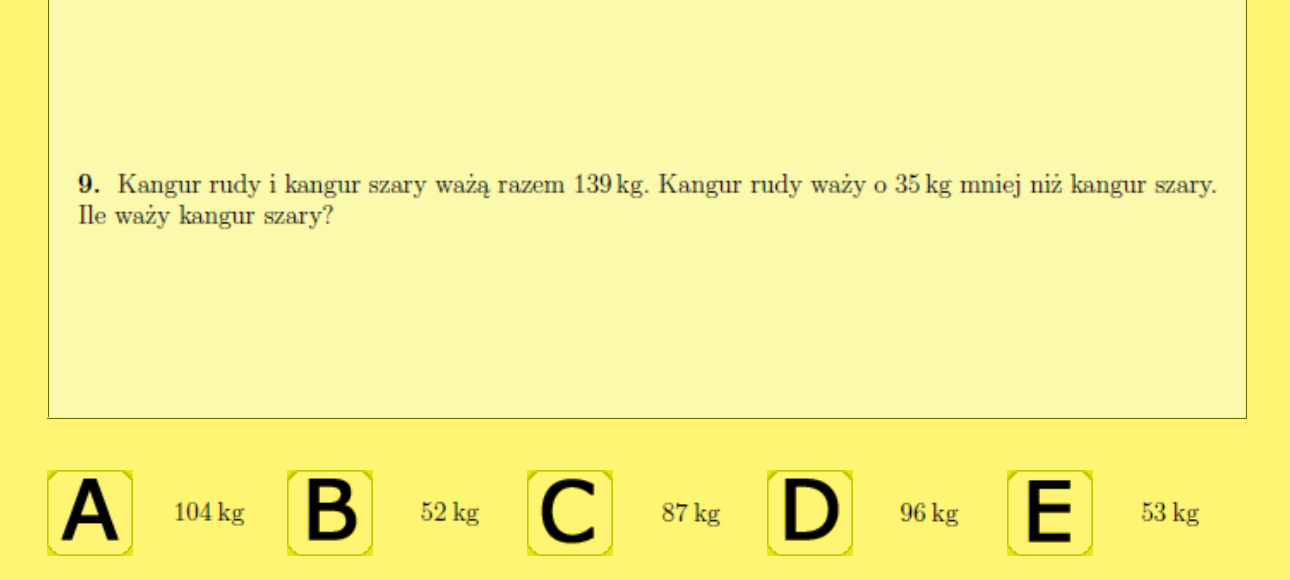 9. Kangur rudy i kangur szary ważą razem 139 kg. Kangur rudy waży o 35 kg mniej niż kangur szary.
Ile waży kangur szary?
A 104 kg B 52 kg C 87 kg D 96 kg E 53 kg